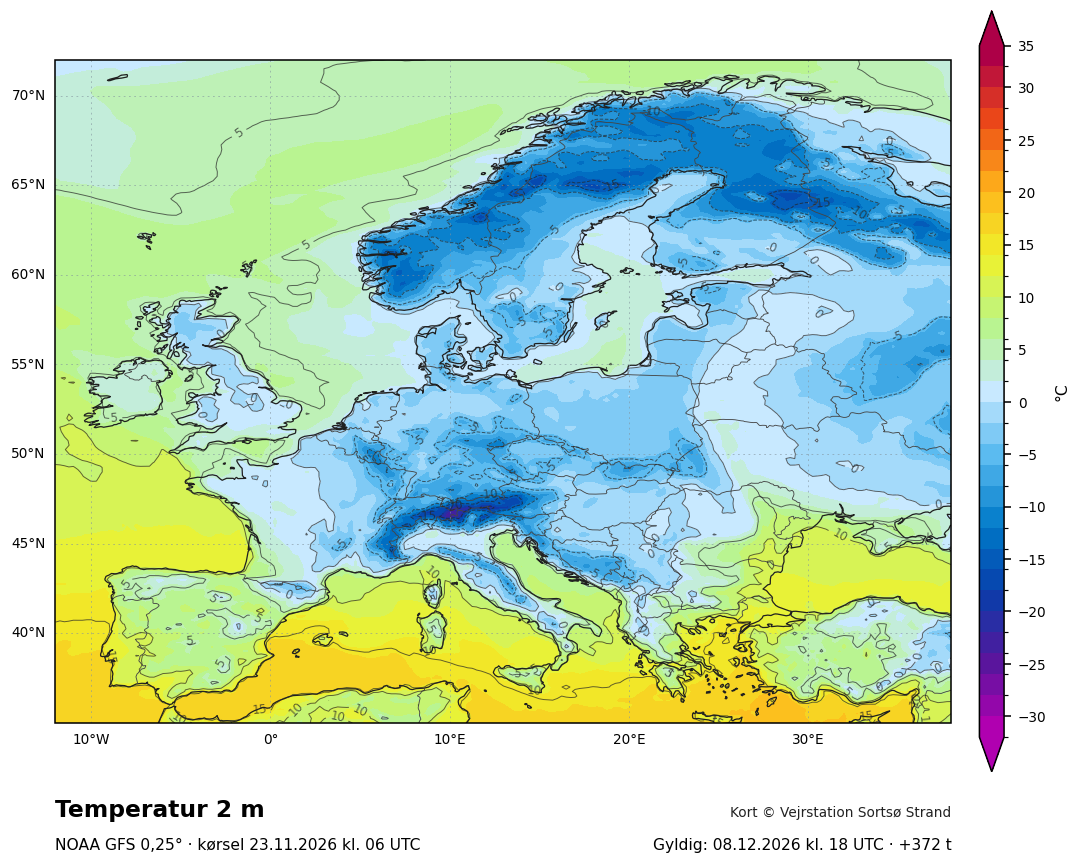 70°N
65°N
60°N
55°N
50°N
45°N
40°N
10°W
0°
10°E
20°E
30°E
35
30
25
20
15
10
5
0
−5
−10
−15
−20
−25
−30
°C
Temperatur 2 m
Kort © Vejrstation Sortsø Strand
NOAA GFS 0,25° · kørsel 23.11.2026 kl. 06 UTC
Gyldig: 08.12.2026 kl. 18 UTC · +372 t